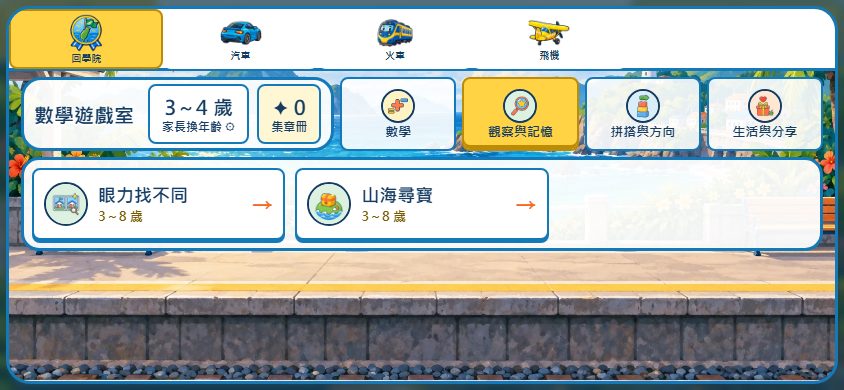 回學院
汽車
火車
飛機
數學遊戲室
3~4 歲
家長換年齡
✦ 0
集章冊
數學
觀察與記憶
拼搭與方向
生活與分享
眼力找不同
3~8 歲
→
山海尋寶
3~8 歲
→